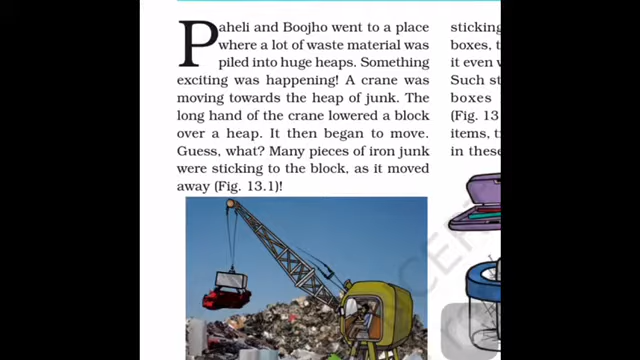 Paheli and Boojho went to a place
where a lot of waste material was
piled into huge heaps. Something
exciting was happening! A crane was
moving towards the heap of junk. The
long hand of the crane lowered a block
over a heap. It then began to move.
Guess, what? Many pieces of iron junk
were sticking to the block, as it moved
away (Fig. 13.1)!
sticking
boxes, t
it even w
Such st
boxes
(Fig. 13
items, t
in these